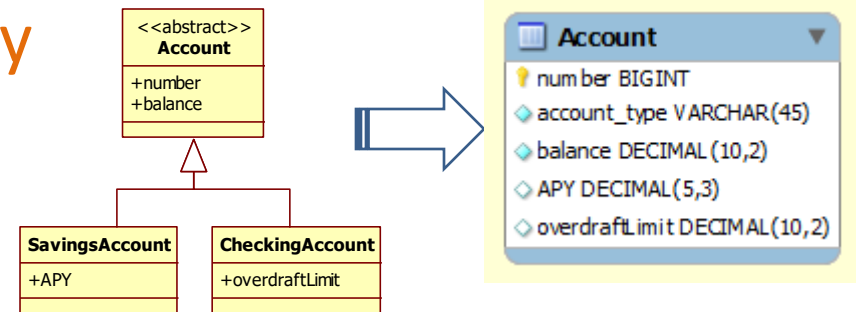 y
<<abstract>>
Account
+number
+balance
SavingsAccount
+APY
CheckingAccount
+overdraftLimit
Account
number BIGINT
account_type VARCHAR(45)
balance DECIMAL(10,2)
APY DECIMAL(5,3)
overdraftLimit DECIMAL(10,2)